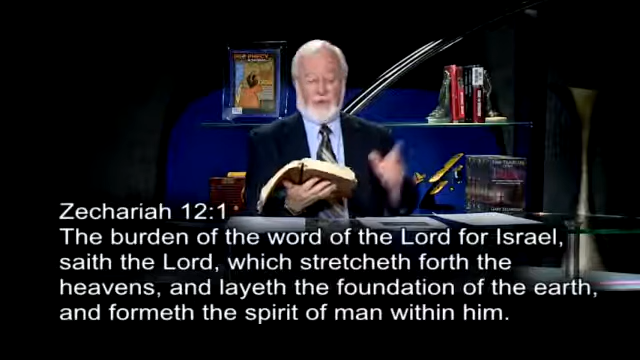 PROPHECY
Zechariah 12:1
The burden of the word of the Lord for Israel,
saith the Lord, which stretcheth forth the
heavens, and layeth the foundation of the earth,
and formeth the spirit of man within him.